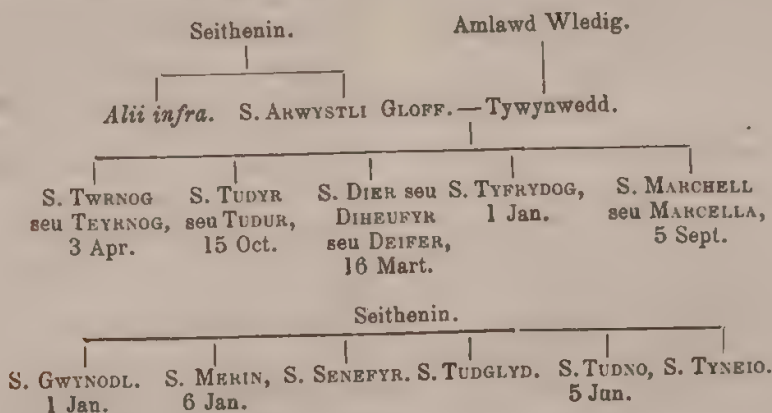 Seithenin. Amlawd Wledig.
Alii infra. S. ARWYSTLI GLOFF.—Tywynwedd.
S. TWRNOG S. TUDYR S. DIER seu S. TYFRYDOG, S. MARCHELL
seu TEYRNOG, seu TUDUR, DIHEUFYR 1 Jan. seu MARCELLA,
3 Apr. 15 Oct. seu DEIFER, 5 Sept.
16 Mart.
Seithenin.
S. GWYNODL. S. MERIN, S. SENEFYR. S. TUDGLYD. S. TUDNO, S. TYNEIO.
1 Jan. 6 Jan. 5 Jun.